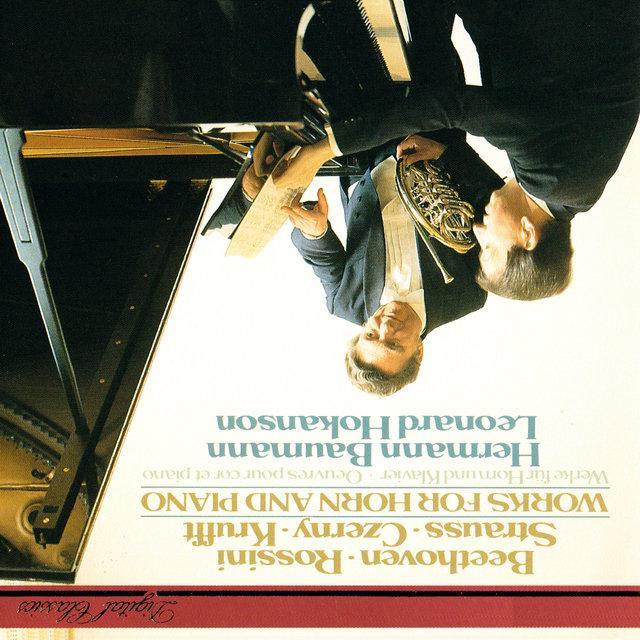 Digital Classics
Beethoven · Rossini
Strauss · Czerny · Krufft
WORKS FOR HORN AND PIANO
Werke für Horn und Klavier · Oeuvres pour cor et piano
Hermann Baumann
Leonard Hokanson